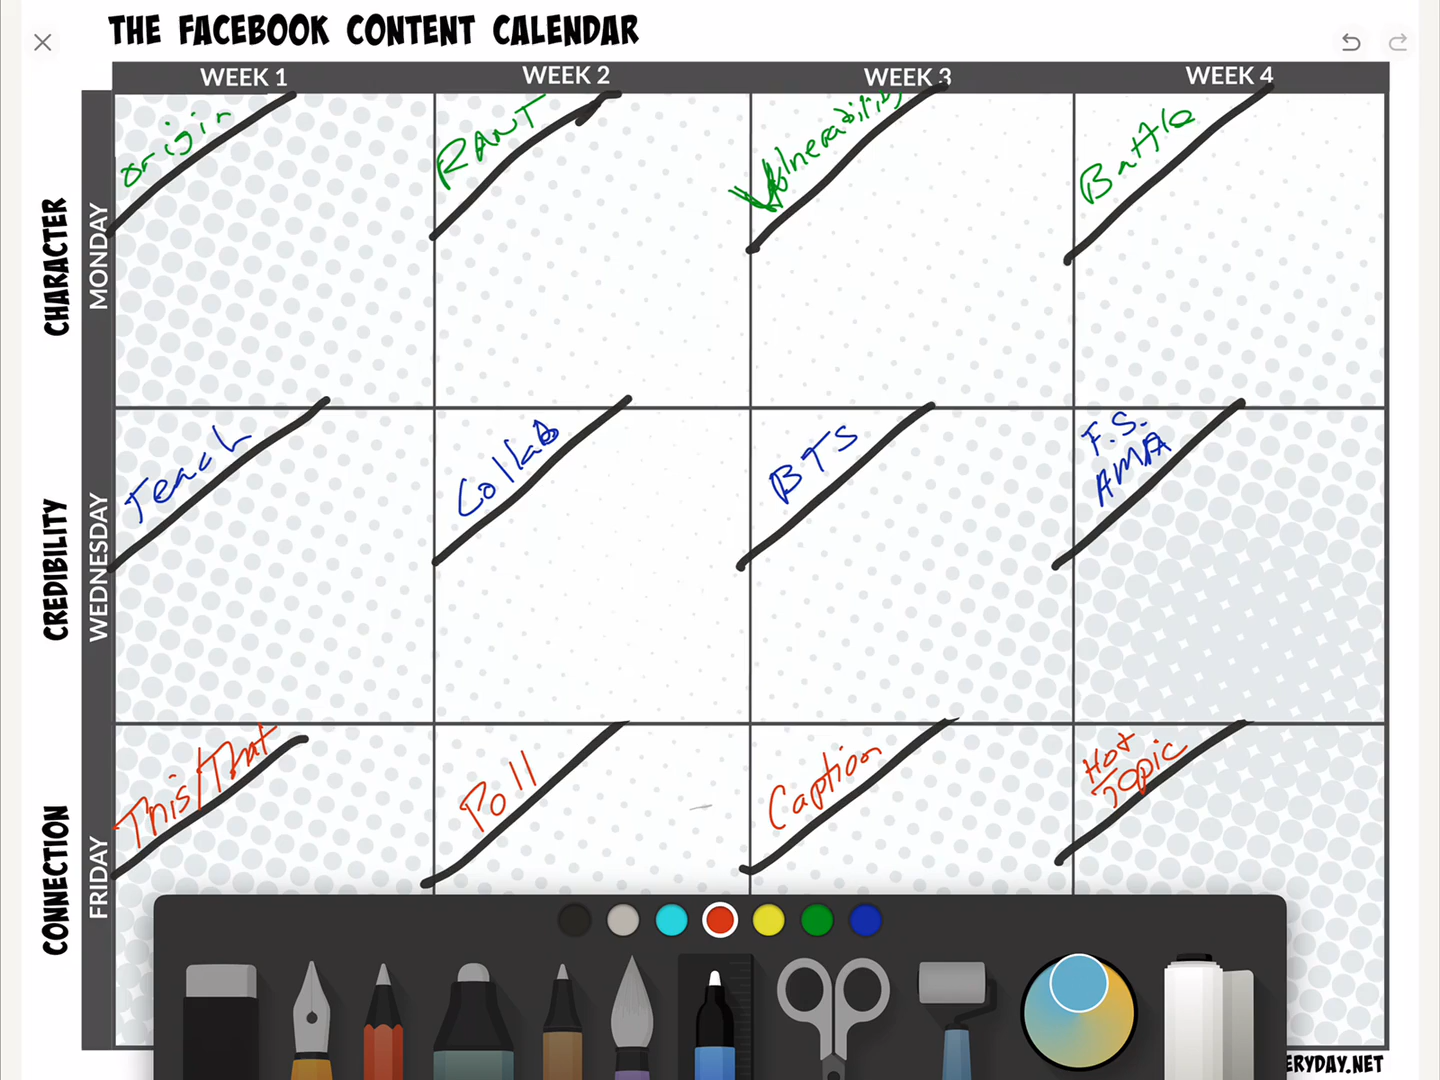 THE FACEBOOK CONTENT CALENDAR
WEEK 1
WEEK 2
WEEK 3
WEEK 4
CHARACTER
MONDAY
origin
RANT
Vulnerability
Battle
CREDIBILITY
WEDNESDAY
Teach
Collab
BTS
F.S.
AMA
CONNECTION
FRIDAY
This/That
Poll
Caption
Hot
Topic
ERYDAY.NET